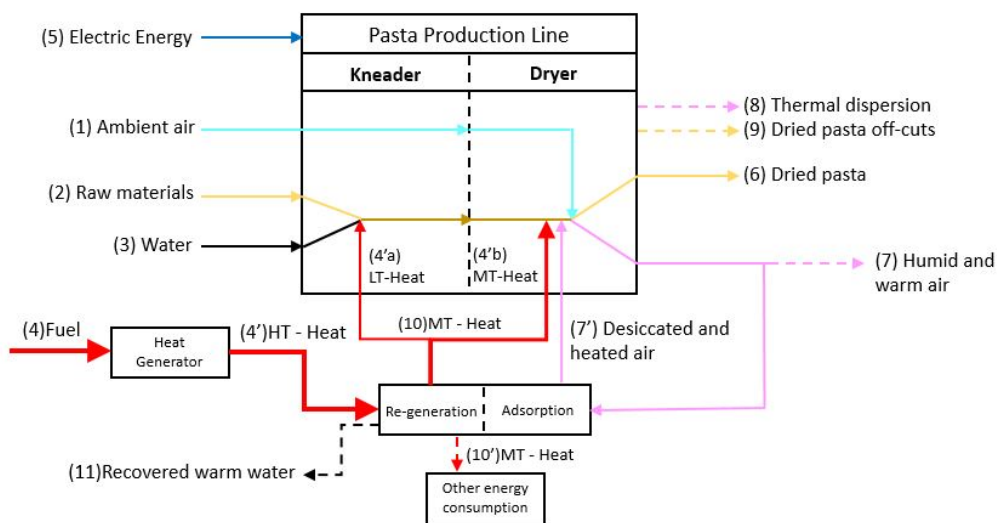 Pasta Production Line
(5) Electric Energy
Kneader
Dryer
(1) Ambient air
(8) Thermal dispersion
(9) Dried pasta off-cuts
(2) Raw materials
(6) Dried pasta
(3) Water
(4'a)
LT-Heat
(4'b)
MT-Heat
(7) Humid and
warm air
(4)Fuel
(4')HT - Heat
(10)MT - Heat
(7') Desiccated and
heated air
Heat
Generator
Re-generation
Adsorption
(10')MT - Heat
(11)Recovered warm water
Other energy
consumption